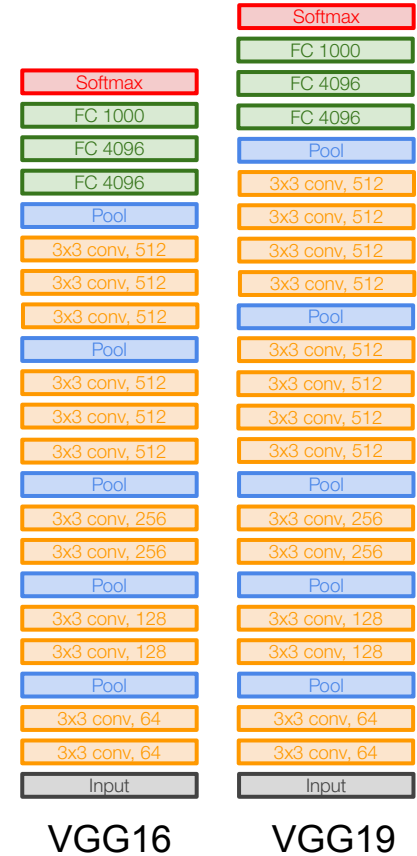 Softmax
FC 1000
FC 4096
FC 4096
Pool
3x3 conv, 512
3x3 conv, 512
3x3 conv, 512
Pool
3x3 conv, 512
3x3 conv, 512
3x3 conv, 512
Pool
3x3 conv, 256
3x3 conv, 256
Pool
3x3 conv, 128
3x3 conv, 128
Pool
3x3 conv, 64
3x3 conv, 64
Input
VGG16
Softmax
FC 1000
FC 4096
FC 4096
Pool
3x3 conv, 512
3x3 conv, 512
3x3 conv, 512
3x3 conv, 512
Pool
3x3 conv, 512
3x3 conv, 512
3x3 conv, 512
3x3 conv, 512
Pool
3x3 conv, 256
3x3 conv, 256
Pool
3x3 conv, 128
3x3 conv, 128
Pool
3x3 conv, 64
3x3 conv, 64
Input
VGG19